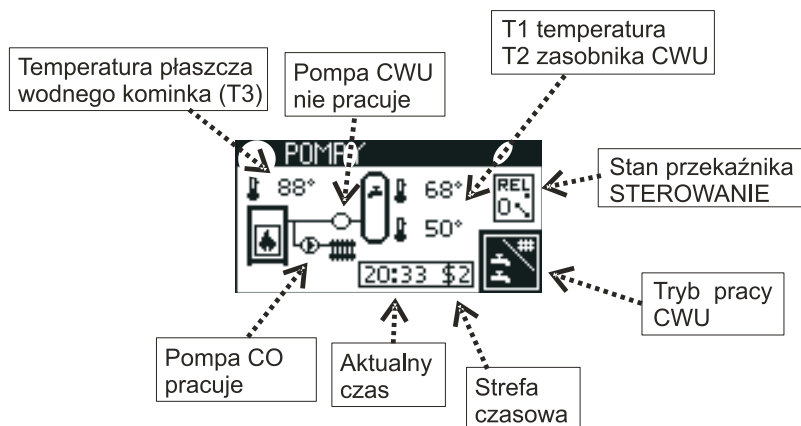 T1 temperatura
T2 zasobnika CWU
Temperatura płaszcza
wodnego kominka (T3)
Pompa CWU
nie pracuje
Stan przekaźnika
STEROWANIE
POMPY
88°
68°
REL
0
50°
20:33 $2
Tryb pracy
CWU
Pompa CO
pracuje
Aktualny
czas
Strefa
czasowa